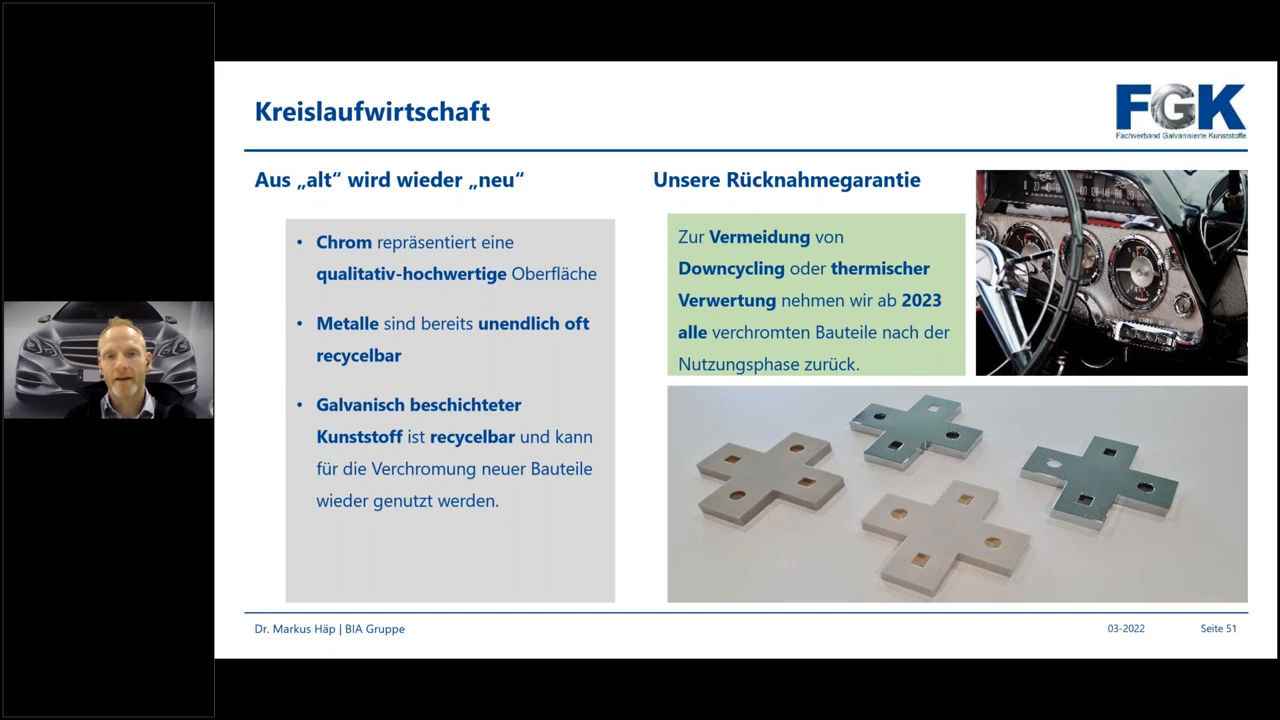 Kreislaufwirtschaft
FGK
Fachverband Galvanisierte Kunststoffe
Aus „alt“ wird wieder „neu“
• Chrom repräsentiert eine
qualitativ-hochwertige Oberfläche
• Metalle sind bereits unendlich oft
recycelbar
• Galvanisch beschichteter
Kunststoff ist recycelbar und kann
für die Verchromung neuer Bauteile
wieder genutzt werden.
Unsere Rücknahmegarantie
Zur Vermeidung von
Downcycling oder thermischer
Verwertung nehmen wir ab 2023
alle verchromten Bauteile nach der
Nutzungsphase zurück.
Dr. Markus Häp | BIA Gruppe
03-2022
Seite 51